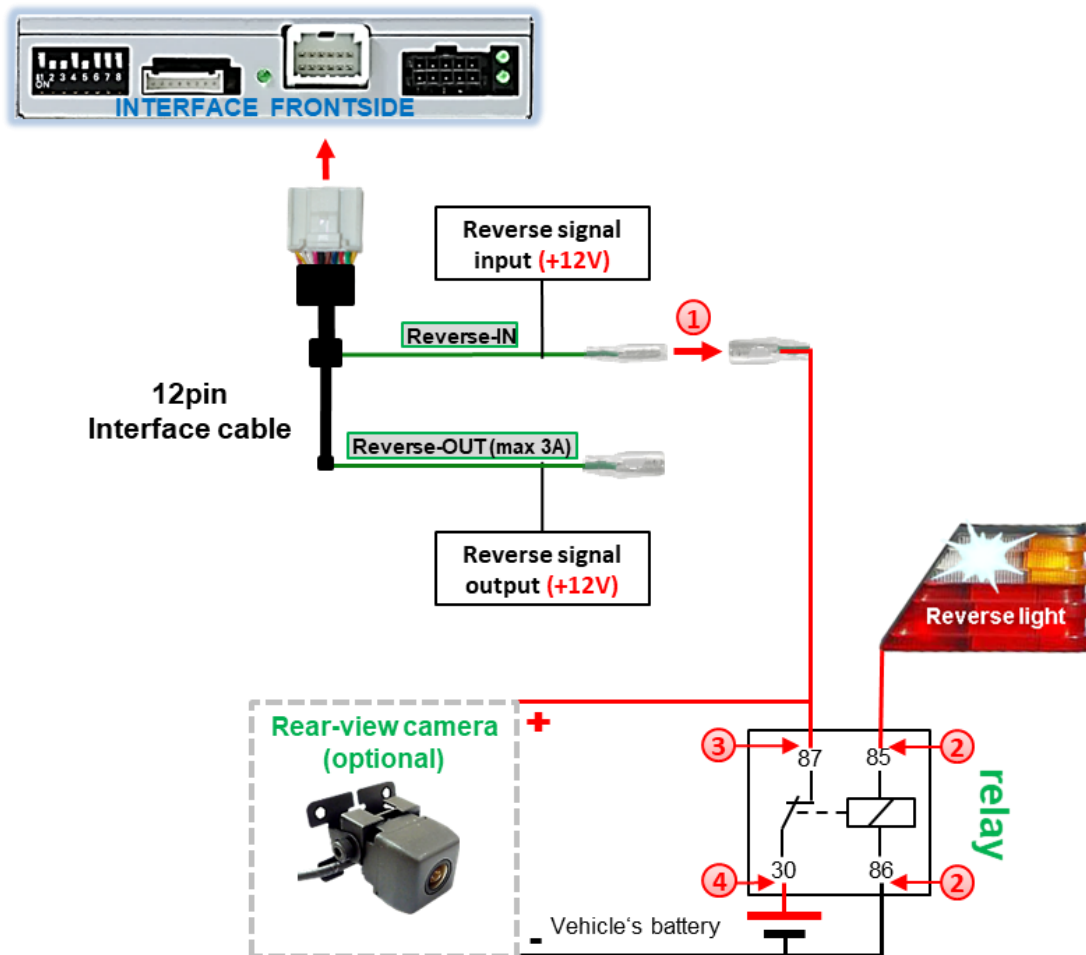 1 2 3 4 5 6 7 8
ON
INTERFACE FRONTSIDE
Reverse signal
input (+12V)
1
Reverse-IN
12pin
Interface cable
Reverse-OUT(max 3A)
Reverse signal
output (+12V)
Reverse light
Rear-view camera
(optional)
+
3
87
85
2
relay
4
30
86
2
-
Vehicle‘s battery